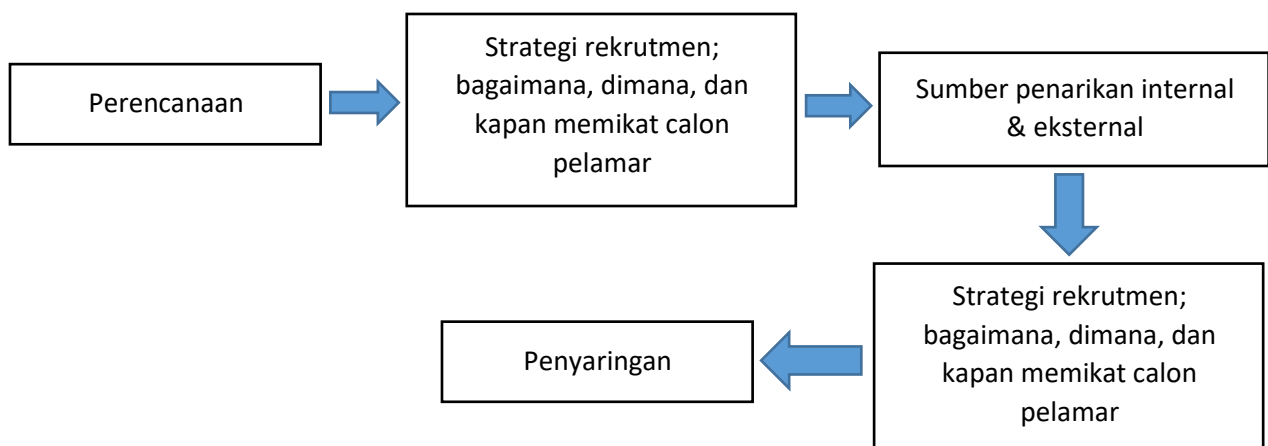 Perencanaan
Strategi rekrutmen;
bagaimana, dimana, dan
kapan memikat calon
pelamar
Sumber penarikan internal
& eksternal
Strategi rekrutmen;
bagaimana, dimana, dan
kapan memikat calon
pelamar
Penyaringan